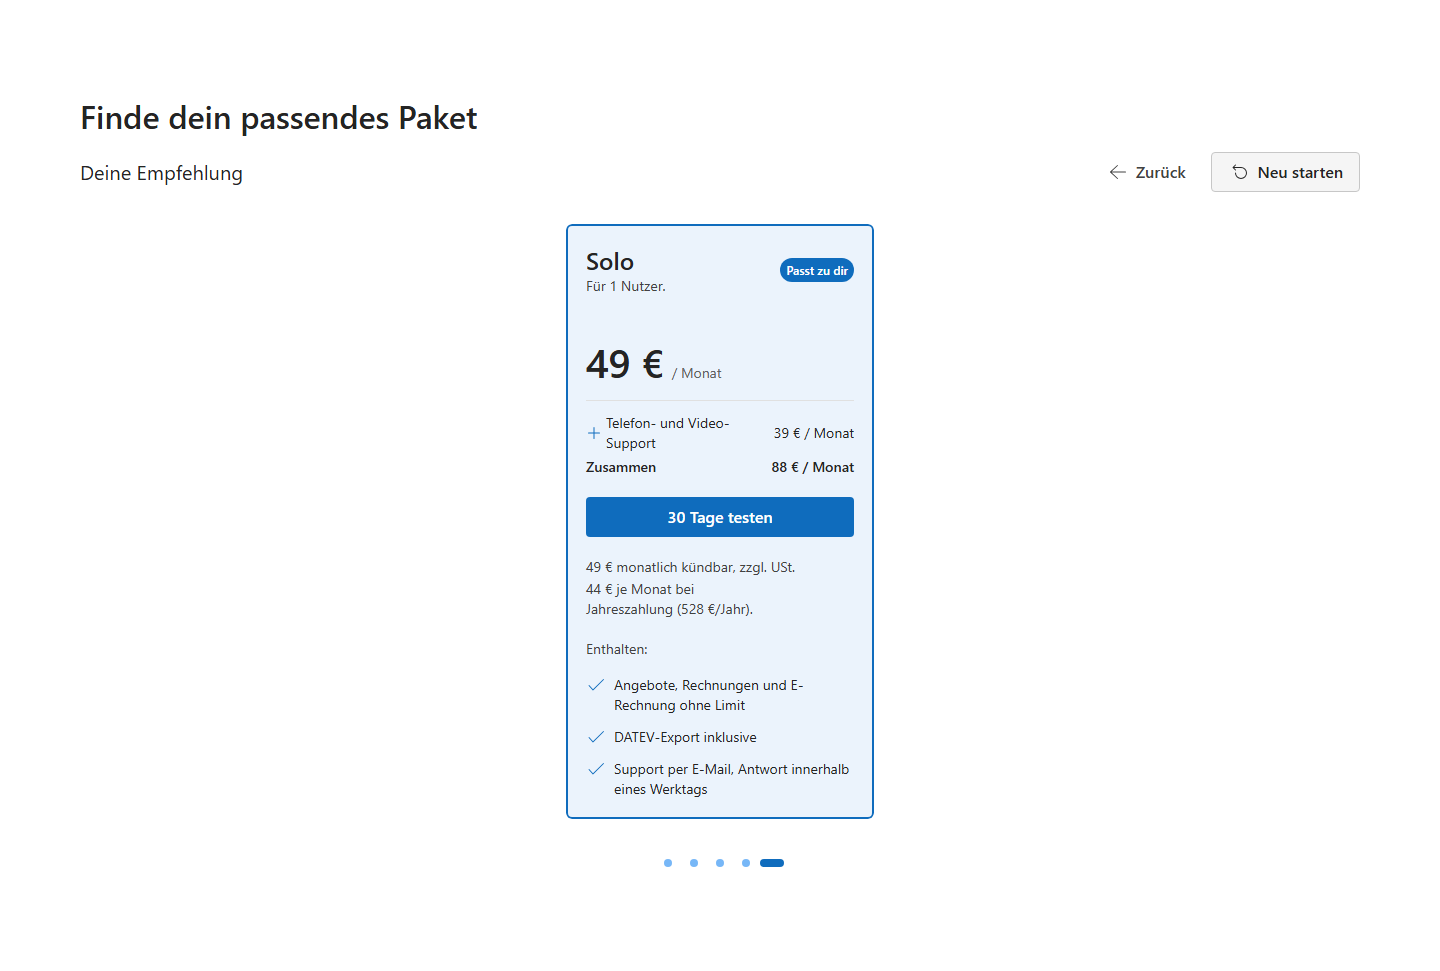 Finde dein passendes Paket
Deine Empfehlung
Zurück
Neu starten
Solo
Für 1 Nutzer.
Passt zu dir
49 € / Monat
Telefon- und Video-
Support
39 € / Monat
Zusammen
88 € / Monat
30 Tage testen
49 € monatlich kündbar, zzgl. USt.
44 € je Monat bei
Jahreszahlung (528 €/Jahr).
Enthalten:
Angebote, Rechnungen und E-
Rechnung ohne Limit
DATEV-Export inklusive
Support per E-Mail, Antwort innerhalb
eines Werktags